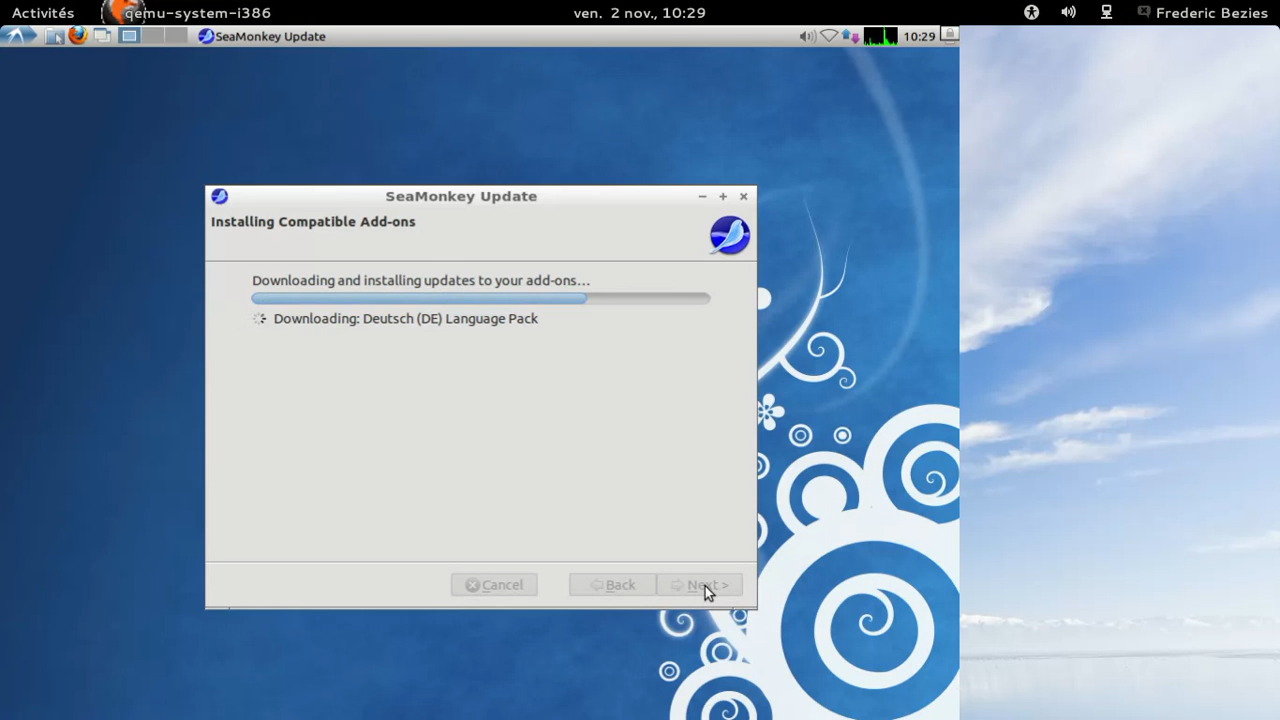 Activités
qemu-system-i386
ven. 2 nov., 10:29
Frederic Bezies
SeaMonkey Update
10:29
SeaMonkey Update
Installing Compatible Add-ons
Downloading and installing updates to your add-ons...
Downloading: Deutsch (DE) Language Pack
Cancel
Back
Next >